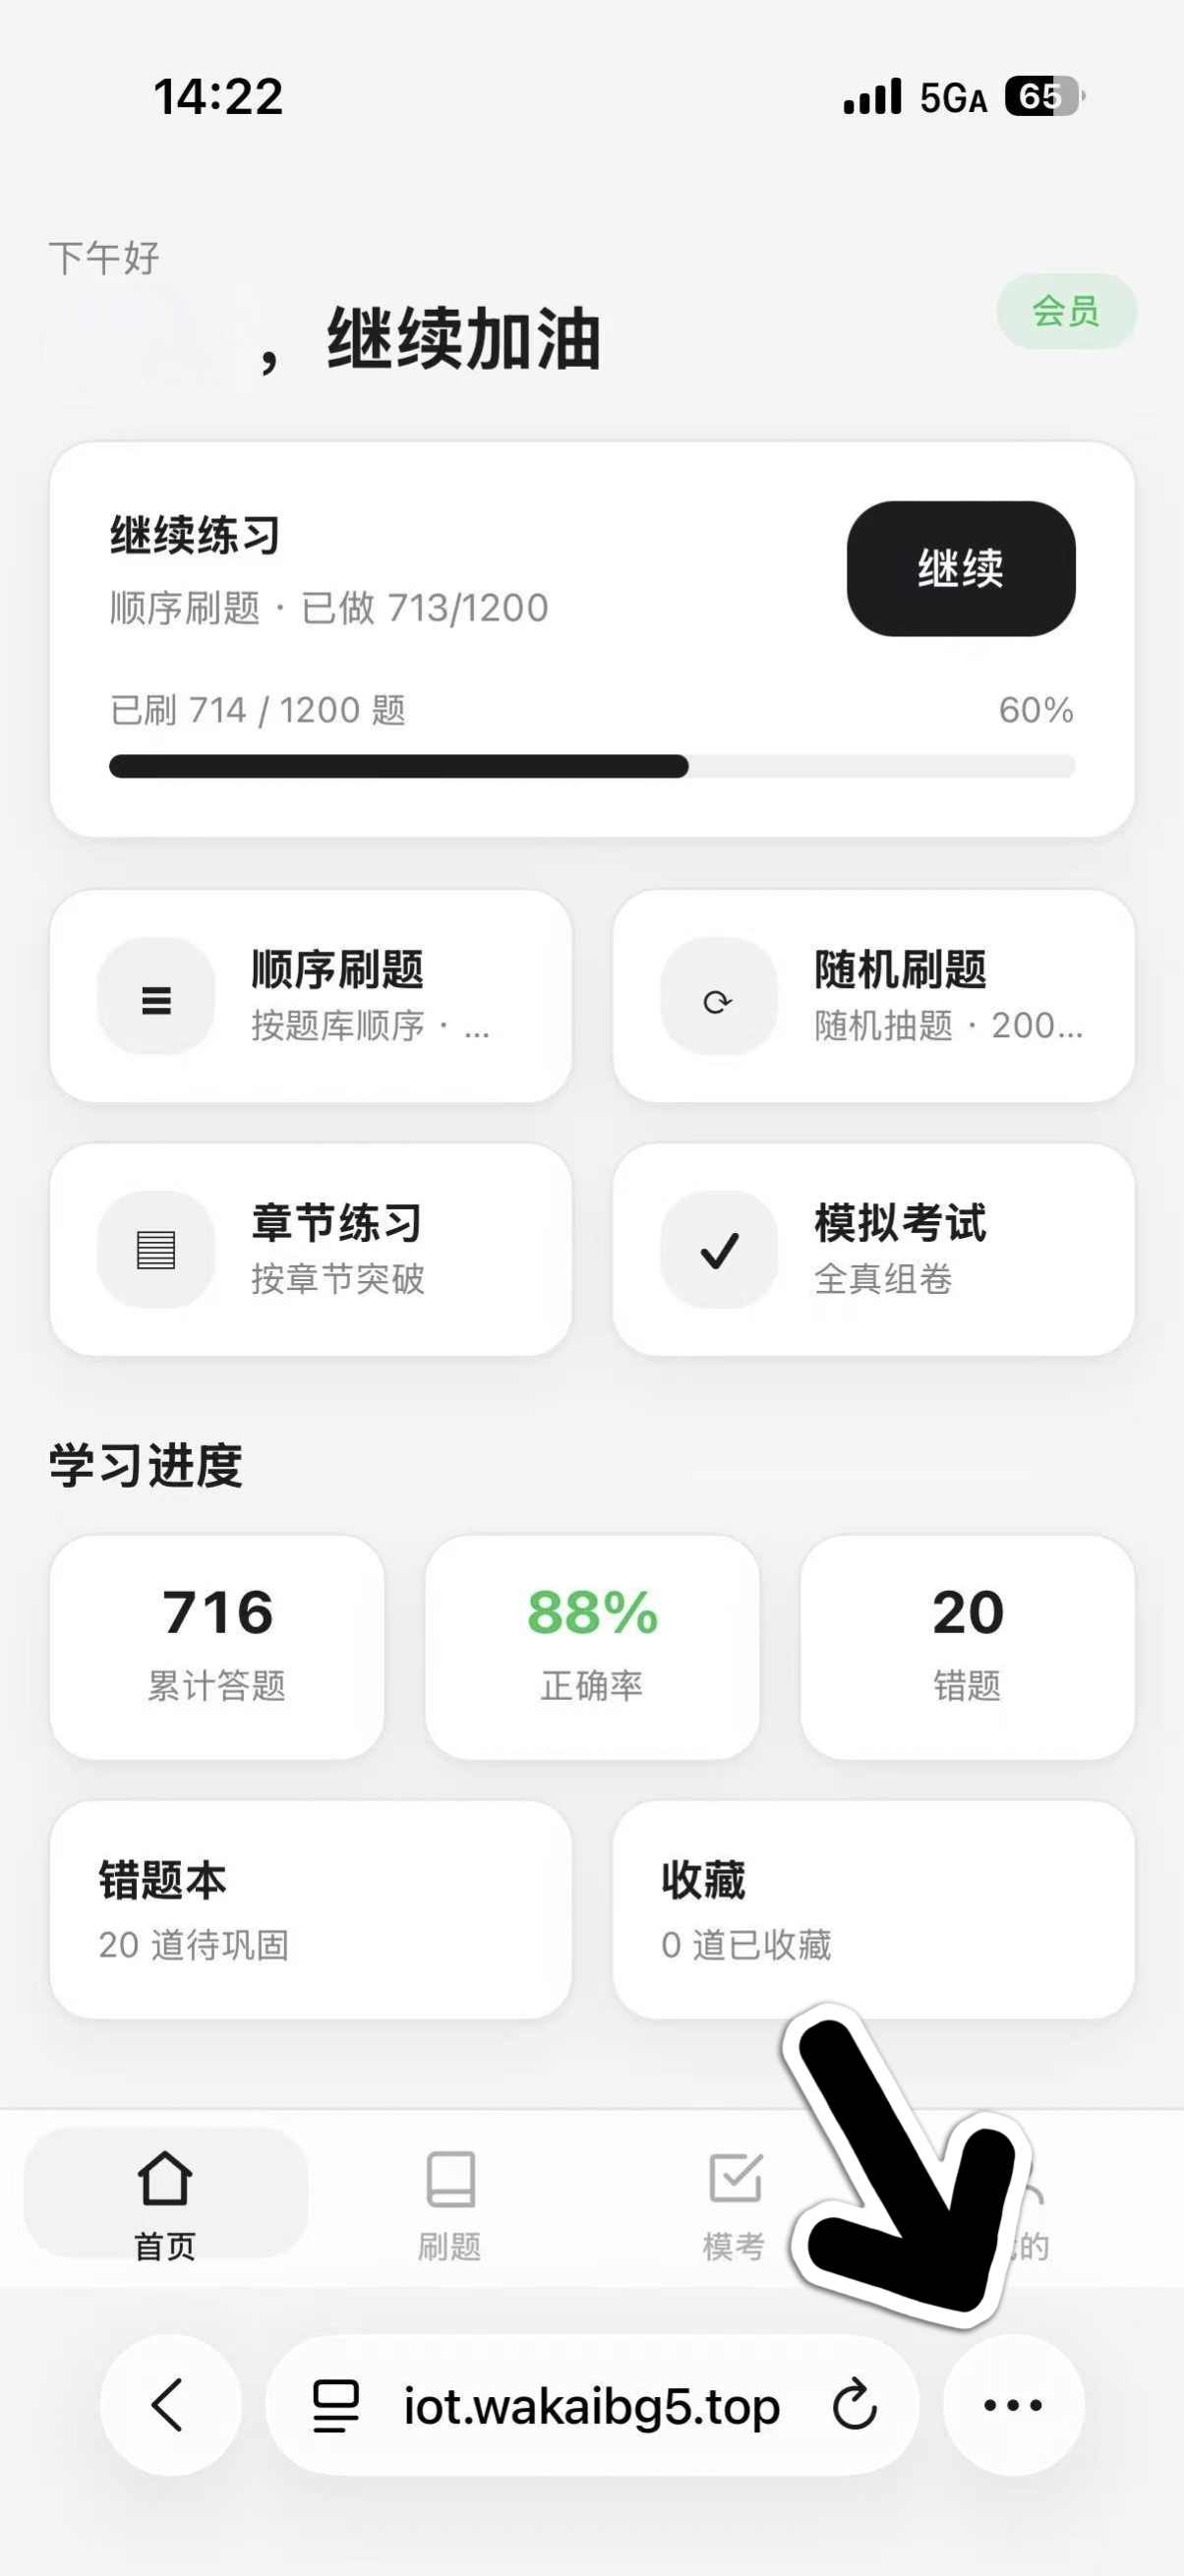 14:22
5GA 65
下午好
，继续加油
会员
继续练习
继续
顺序刷题 · 已做 713/1200
已刷 714 / 1200 题
60%
顺序刷题
按题库顺序 · ...
随机刷题
随机抽题 · 200...
章节练习
按章节突破
模拟考试
全真组卷
学习进度
716
累计答题
88%
正确率
20
错题
错题本
20 道待巩固
收藏
0 道已收藏
首页
刷题
模考
的
iot.wakaibg5.top